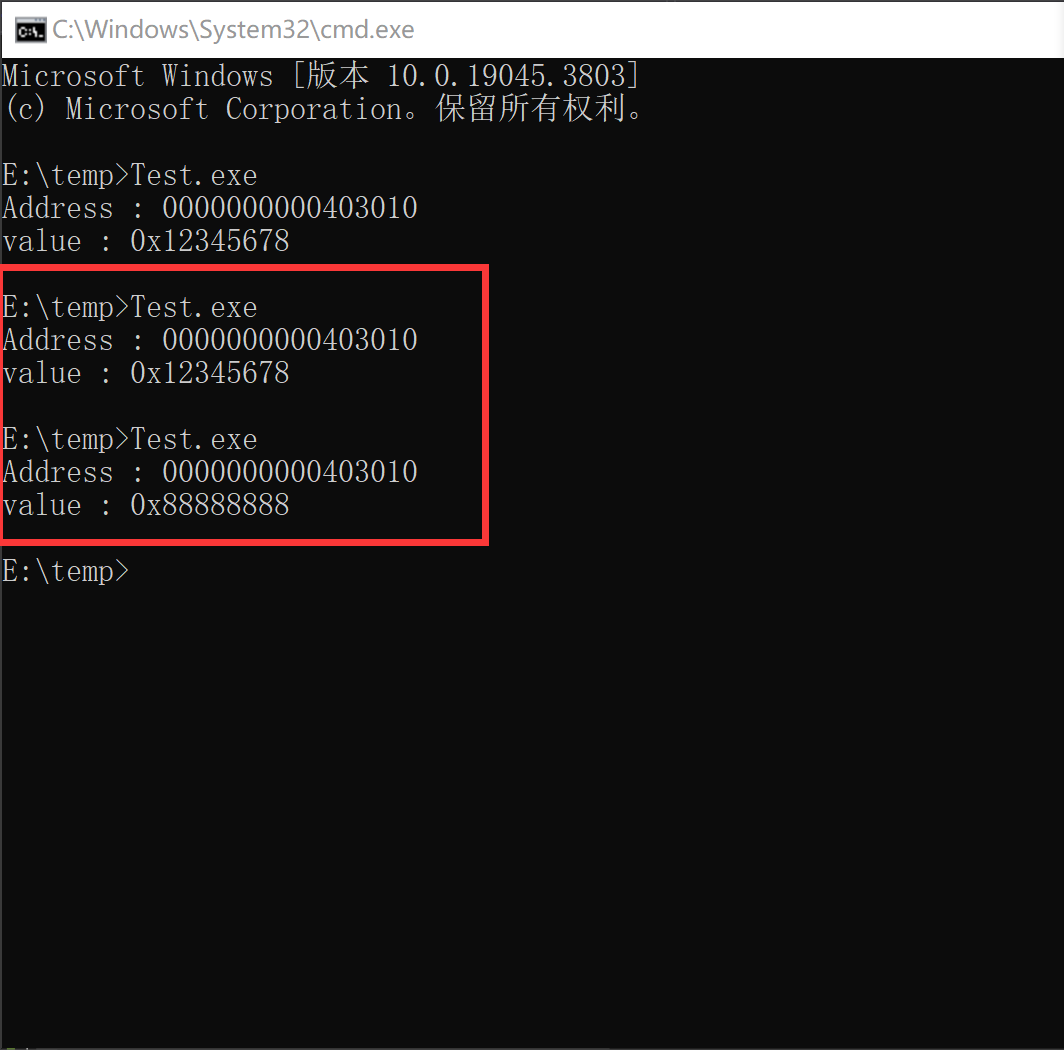 C:\Windows\System32\cmd.exe
Microsoft Windows [版本 10.0.19045.3803]
(c) Microsoft Corporation。保留所有权利。
E:\temp>Test.exe
Address : 0000000000403010
value : 0x12345678
E:\temp>Test.exe
Address : 0000000000403010
value : 0x12345678
E:\temp>Test.exe
Address : 0000000000403010
value : 0x88888888
E:\temp>